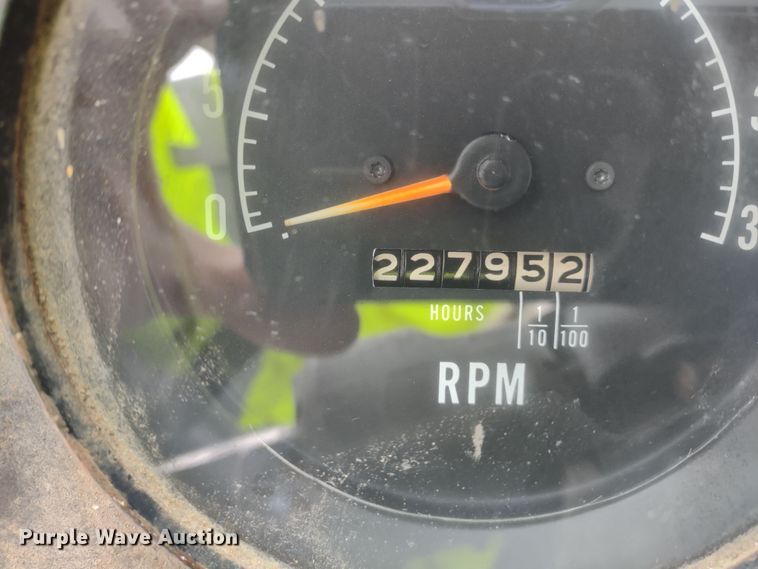 5
0
3
227952
HOURS 1/10 1/100
RPM
Purple Wave Auction